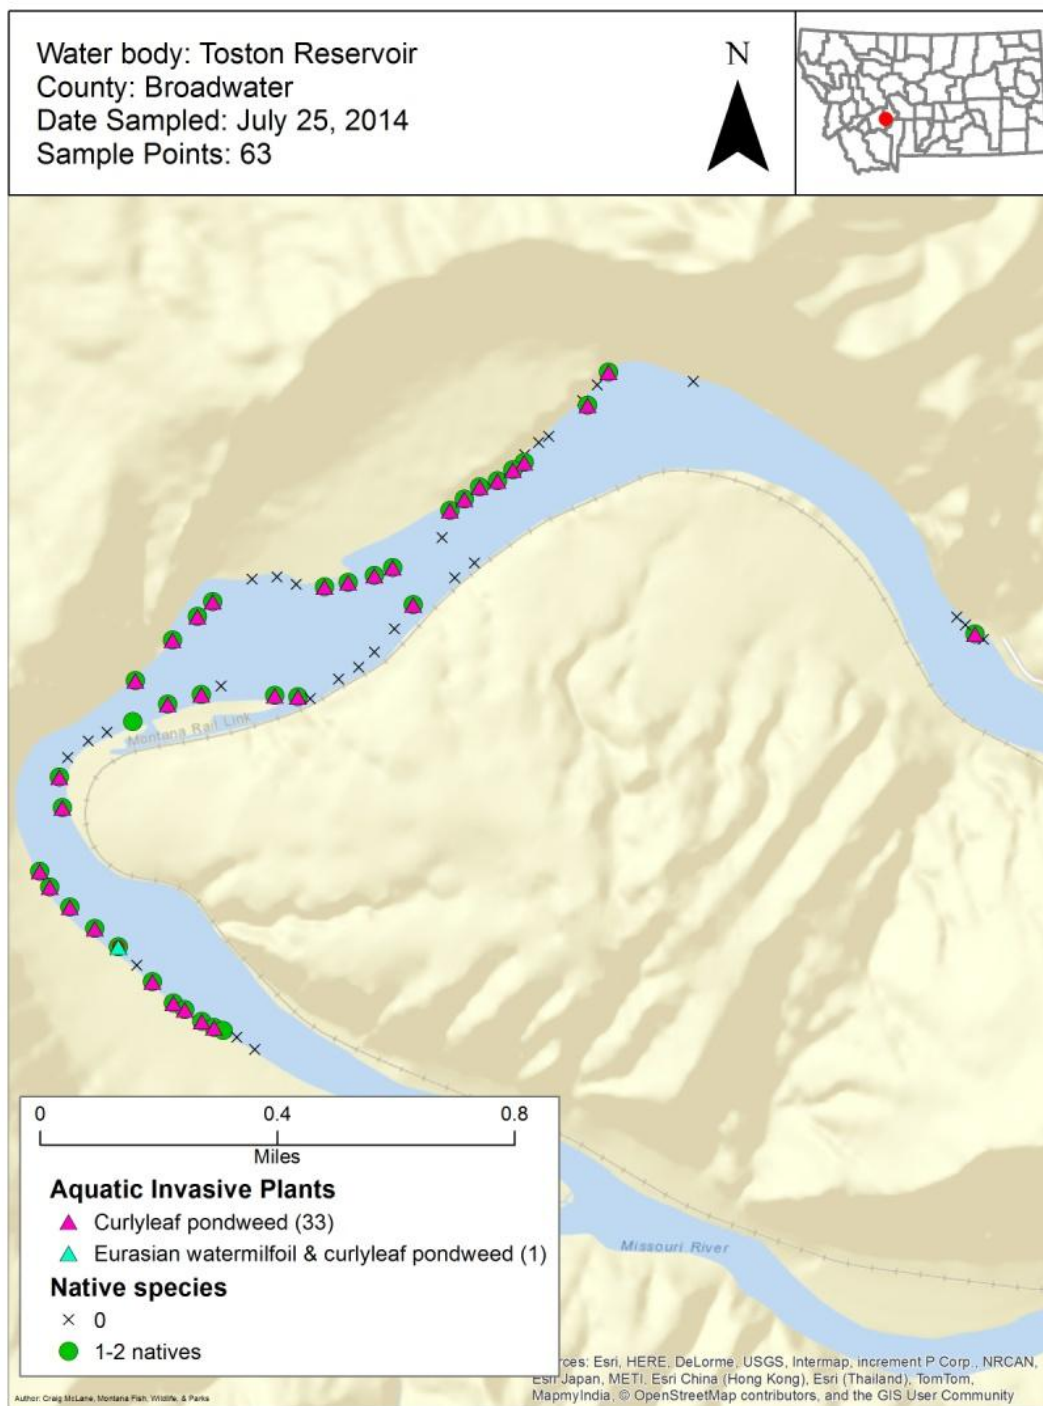 Water body: Toston Reservoir
County: Broadwater
Date Sampled: July 25, 2014
Sample Points: 63
N
Montana Rail Link
Missouri River
0 0.4 0.8
Miles
Aquatic Invasive Plants
Curlyleaf pondweed (33)
Eurasian watermilfoil & curlyleaf pondweed (1)
Native species
0
1-2 natives
Author: Craig McLane, Montana Fish, Wildlife, & Parks
rces: Esri, HERE, DeLorme, USGS, Intermap, increment P Corp., NRCAN,
Esri Japan, METI, Esri China (Hong Kong), Esri (Thailand), TomTom,
MapmyIndia, © OpenStreetMap contributors, and the GIS User Community